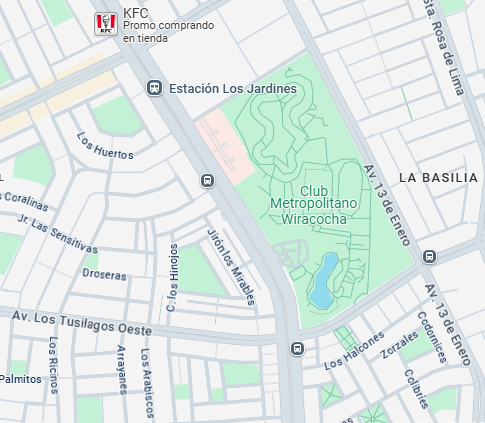 KFC
Promo comprando
en tienda
KFC
Sta. Rosa de Lima
Estación Los Jardines
Los Huertos
LA BASILIA
Av. 13 de Enero
Club
Metropolitano
Wiracocha
Coralinas
Jr. Las Sensitivas
Jirón los Mirables
C. los Hinojos
Droseras
Av. Los Tusilagos Oeste
Av. 13 de Enero
Codornices
Zorzales
Los Halcones
Colibríes
Palmitos
Los Ricinos
Arrayanes
Los Arabiscos